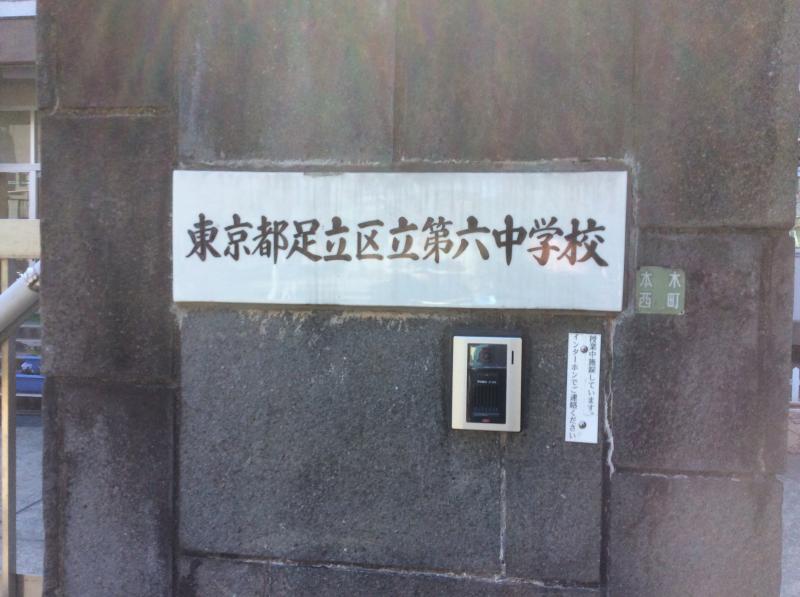 東京都足立区立第六中学校
本木
西町
授業中施錠しています。
インターホンでご連絡ください